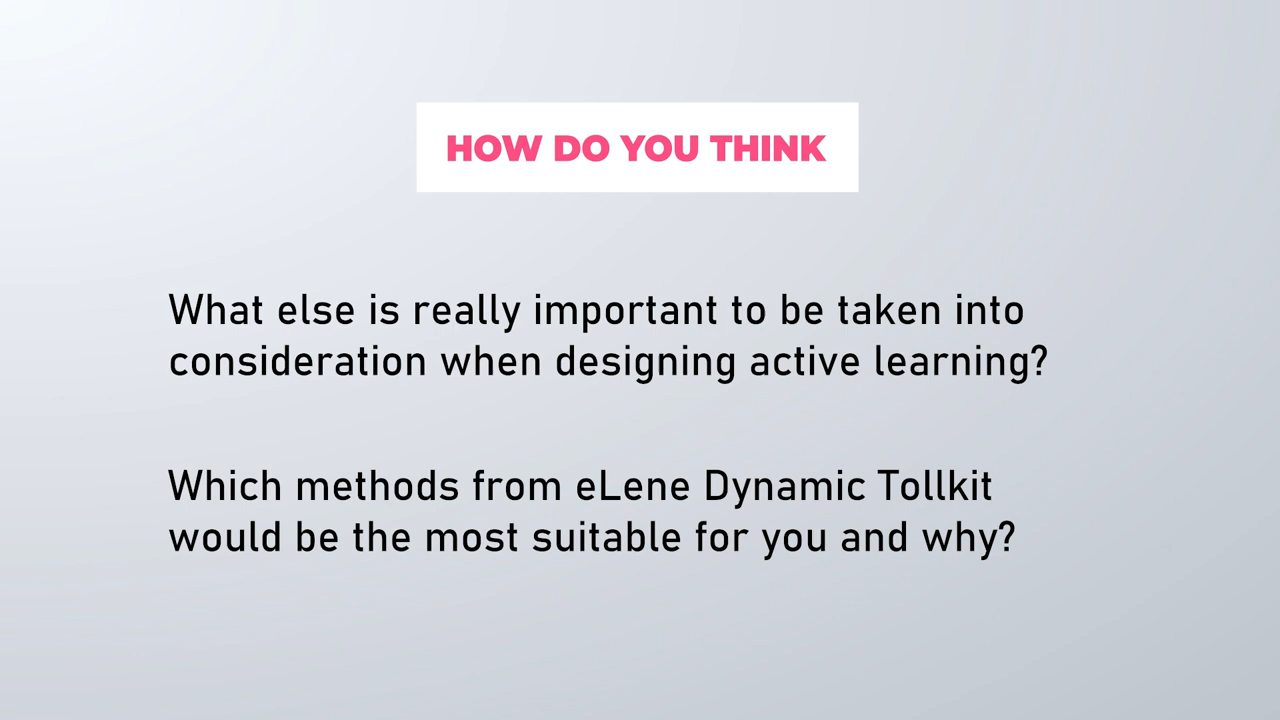 HOW DO YOU THINK
What else is really important to be taken into
consideration when designing active learning?
Which methods from eLene Dynamic Tollkit
would be the most suitable for you and why?